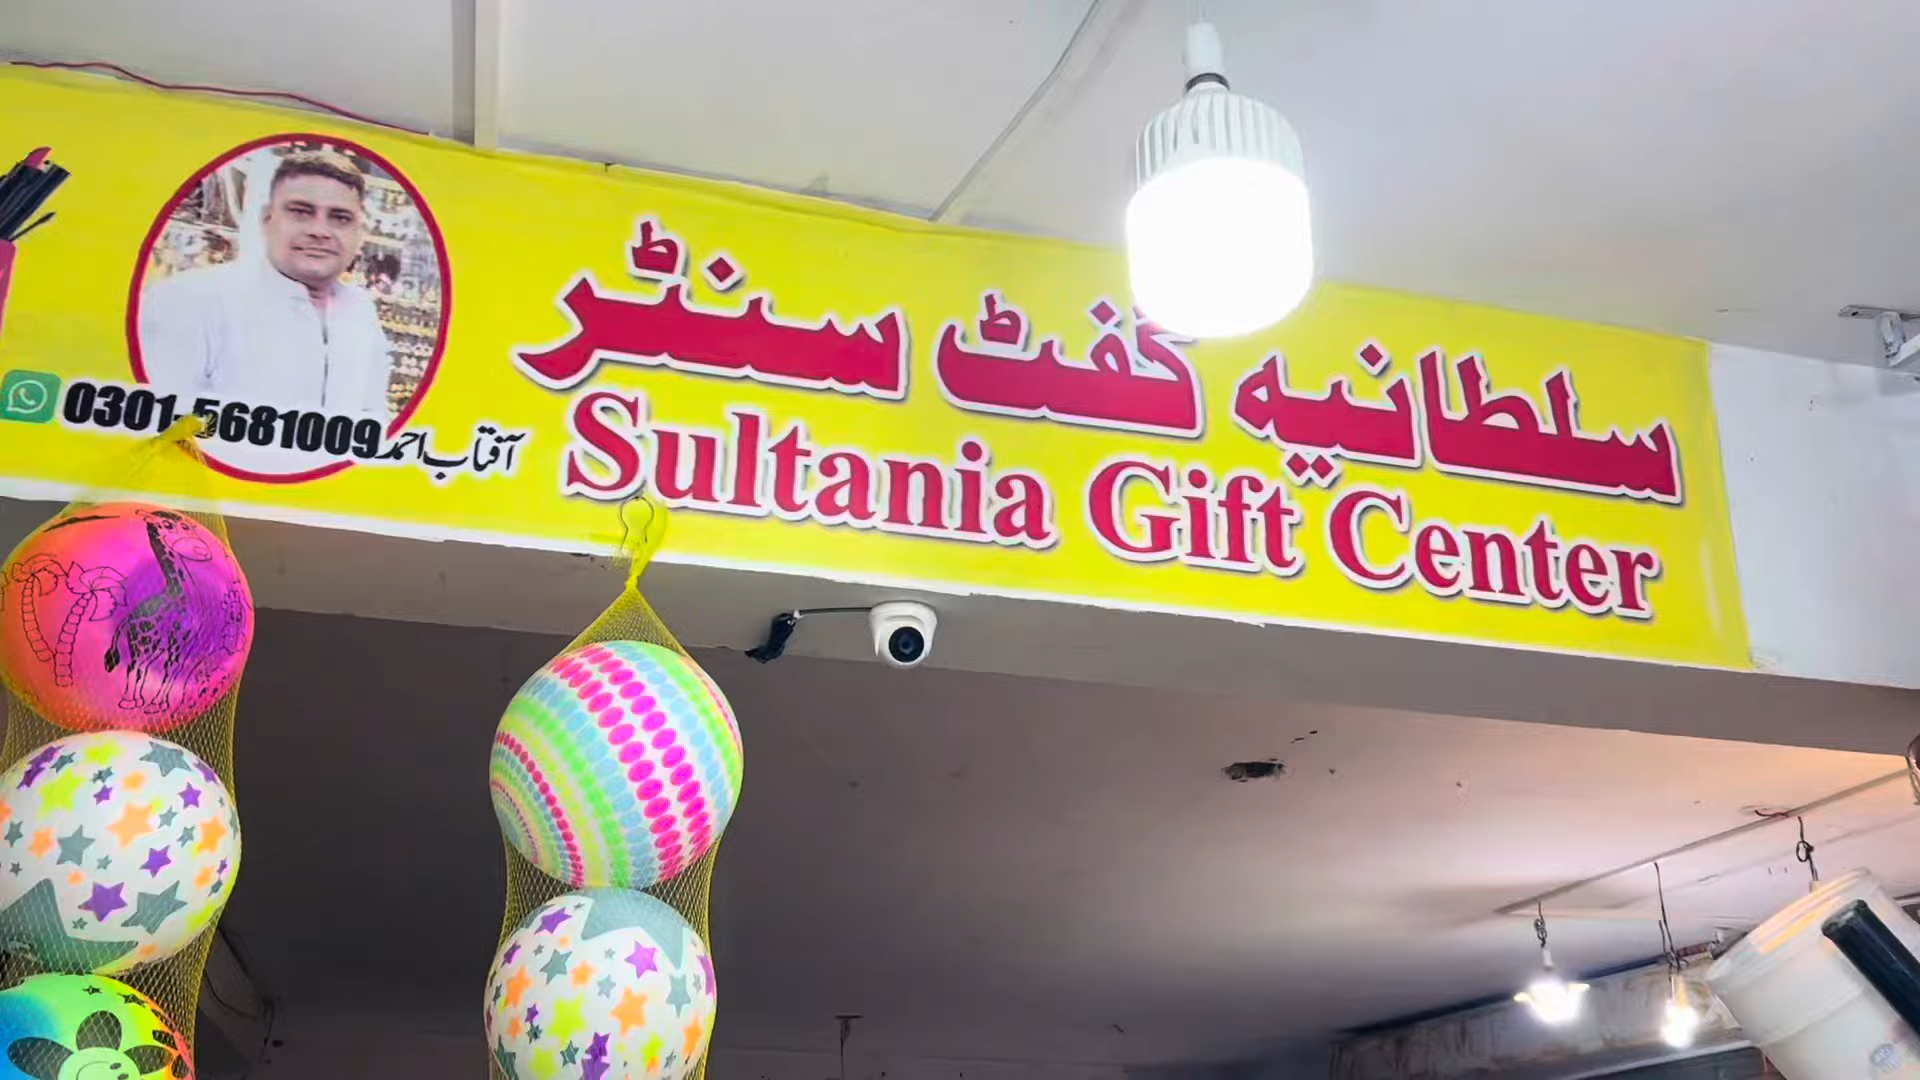 سلطانیہ گفٹ سنٹر
Sultania Gift Center
0301-5681009 آفتاب احمد